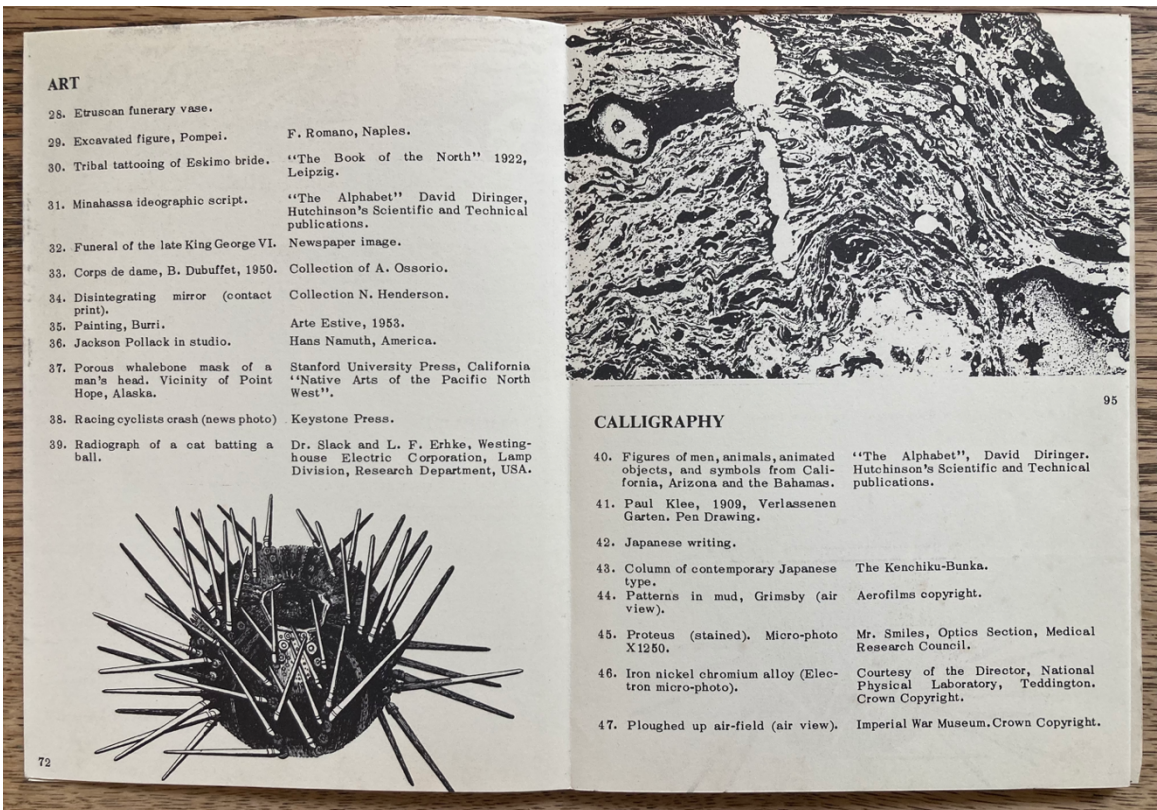 ART
28. Etruscan funerary vase.
29. Excavated figure, Pompei. F. Romano, Naples.
30. Tribal tattooing of Eskimo bride. “The Book of the North” 1922,
Leipzig.
31. Minahassa ideographic script. “The Alphabet” David Diringer,
Hutchinson's Scientific and Technical
publications.
32. Funeral of the late King George VI. Newspaper image.
33. Corps de dame, B. Dubuffet, 1950. Collection of A. Ossorio.
34. Disintegrating mirror (contact Collection N. Henderson.
print).
35. Painting, Burri. Arte Estive, 1953.
36. Jackson Pollack in studio. Hans Namuth, America.
37. Porous whalebone mask of a Stanford University Press, California
man's head. Vicinity of Point “Native Arts of the Pacific North
Hope, Alaska. West”.
38. Racing cyclists crash (news photo) Keystone Press.
39. Radiograph of a cat batting a Dr. Slack and L. F. Erhke, Westing-
ball. house Electric Corporation, Lamp
Division, Research Department, USA.
72
95
CALLIGRAPHY
40. Figures of men, animals, animated “The Alphabet”, David Diringer.
objects, and symbols from Cali- Hutchinson's Scientific and Technical
fornia, Arizona and the Bahamas. publications.
41. Paul Klee, 1909, Verlassenen
Garten. Pen Drawing.
42. Japanese writing.
43. Column of contemporary Japanese The Kenchiku-Bunka.
type.
44. Patterns in mud, Grimsby (air Aerofilms copyright.
view).
45. Proteus (stained). Micro-photo Mr. Smiles, Optics Section, Medical
X1250. Research Council.
46. Iron nickel chromium alloy (Elec- Courtesy of the Director, National
tron micro-photo). Physical Laboratory, Teddington.
Crown Copyright.
47. Ploughed up air-field (air view). Imperial War Museum. Crown Copyright.